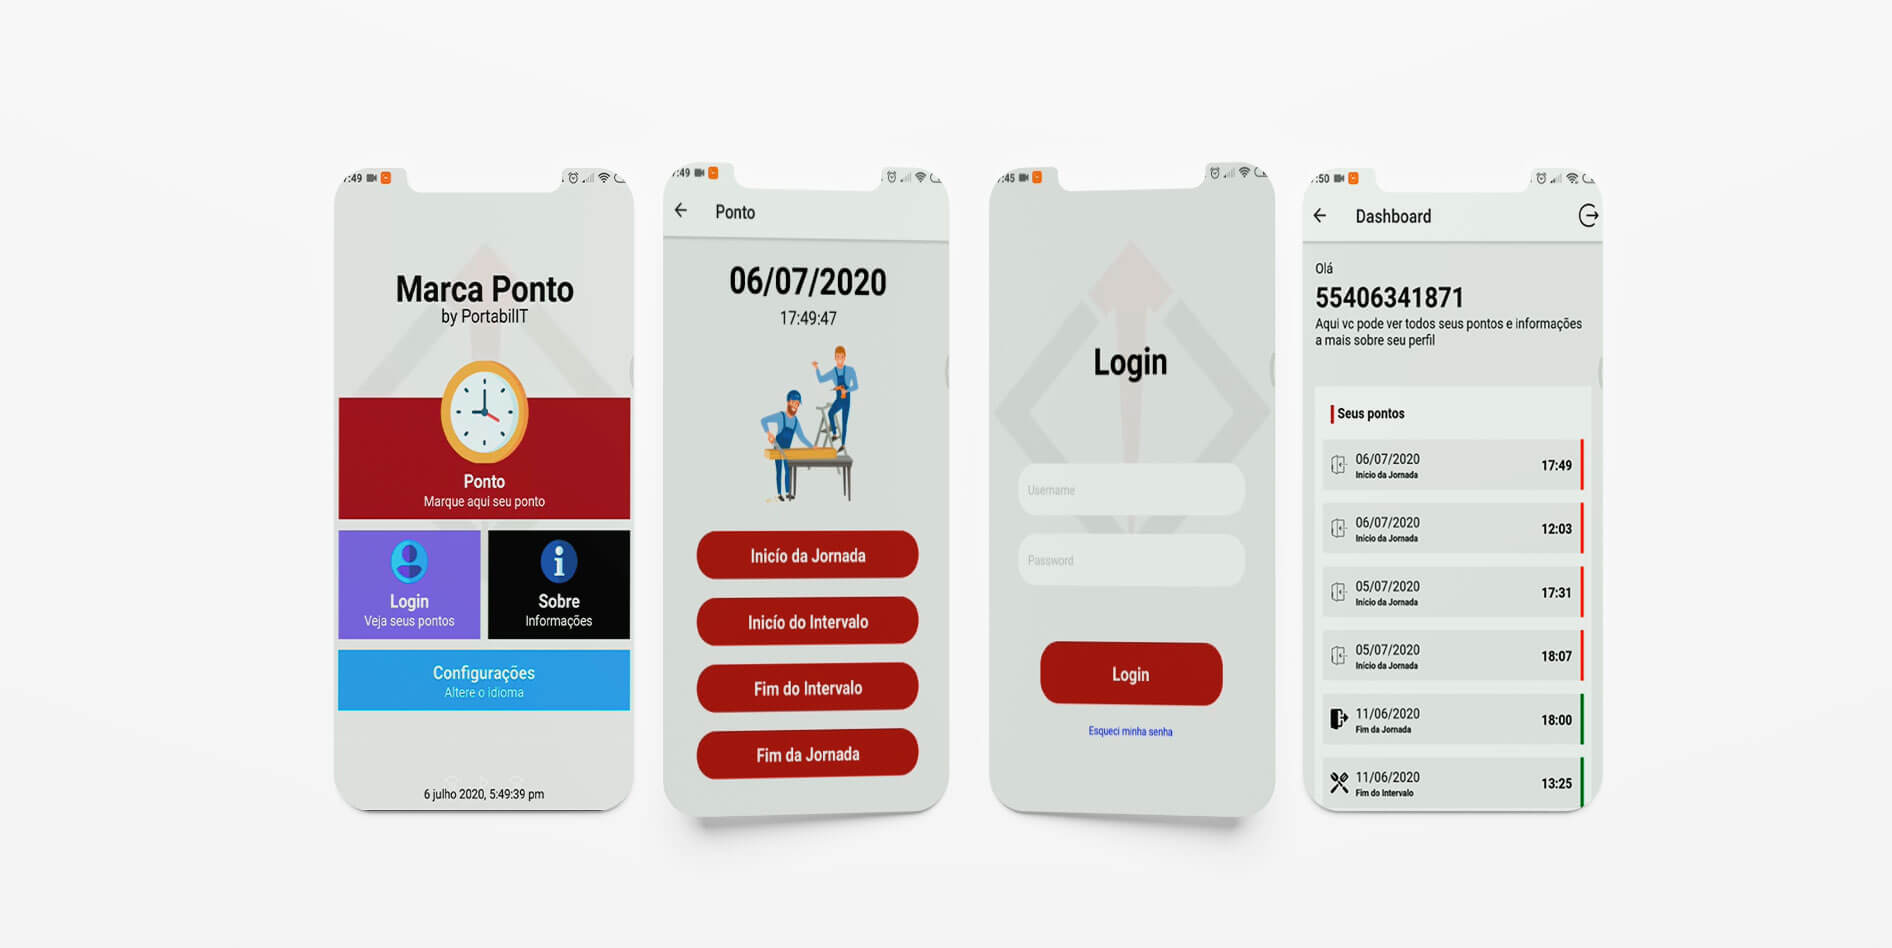 :49
Marca Ponto
by PortabilIT
Ponto
Marque aqui seu ponto
Login
Veja seus pontos
Sobre
Informações
Configurações
Altere o idioma
6 julho 2020, 5:49:39 pm
:49
Ponto
06/07/2020
17:49:47
Inicío da Jornada
Inicío do Intervalo
Fim do Intervalo
Fim da Jornada
:45
Login
Username
Password
Login
Esqueci minha senha
:50
Dashboard
Olá
55406341871
Aqui vc pode ver todos seus pontos e informações
a mais sobre seu perfil
Seus pontos
06/07/2020
Inicio da Jornada
17:49
06/07/2020
Inicio da Jornada
12:03
05/07/2020
Inicio da Jornada
17:31
05/07/2020
Inicio da Jornada
18:07
11/06/2020
Fim da Jornada
18:00
11/06/2020
Fim do Intervalo
13:25